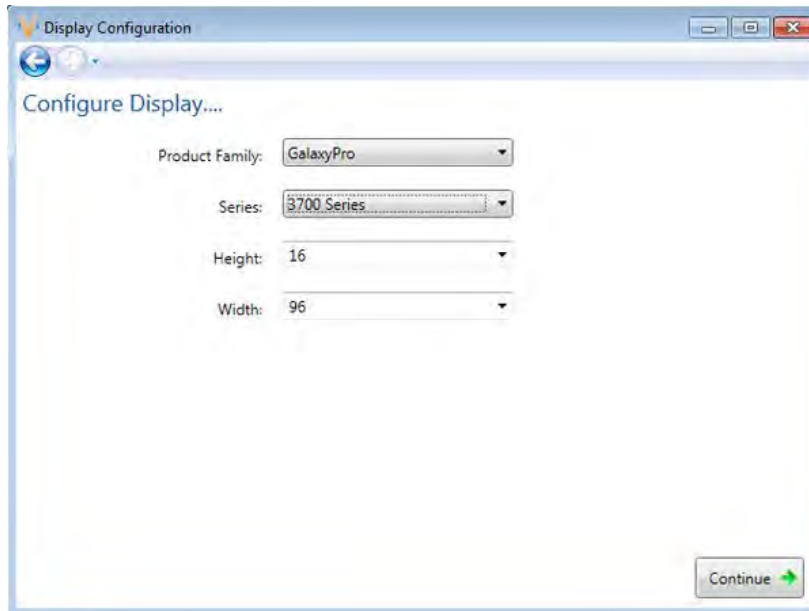 Display Configuration
Configure Display....
Product Family: GalaxyPro
Series: 3700 Series
Height: 16
Width: 96
Continue